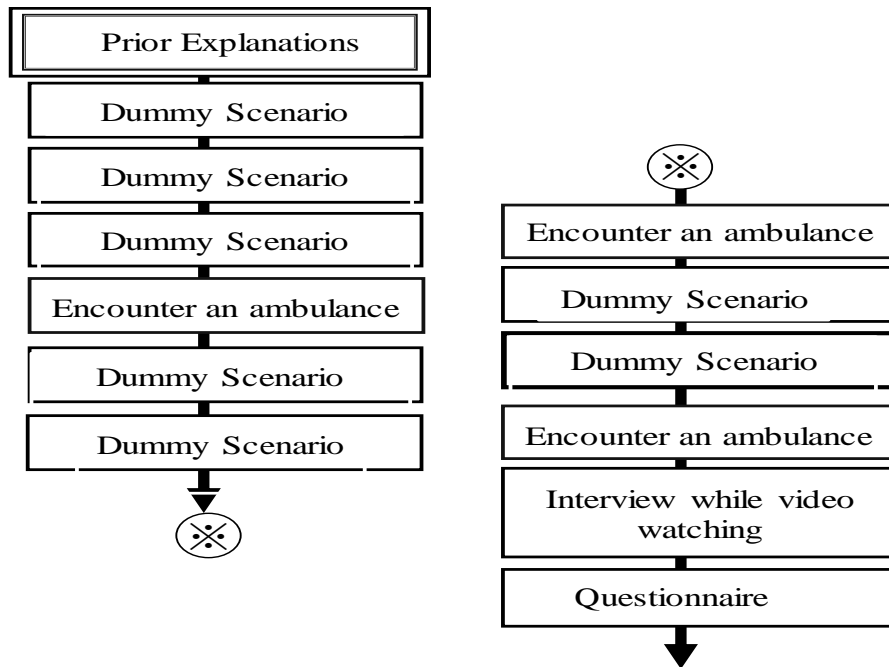 Prior Explanations
Dummy Scenario
Dummy Scenario
Dummy Scenario
Encounter an ambulance
Dummy Scenario
Dummy Scenario
※
※
Encounter an ambulance
Dummy Scenario
Dummy Scenario
Encounter an ambulance
Interview while video
watching
Questionnaire